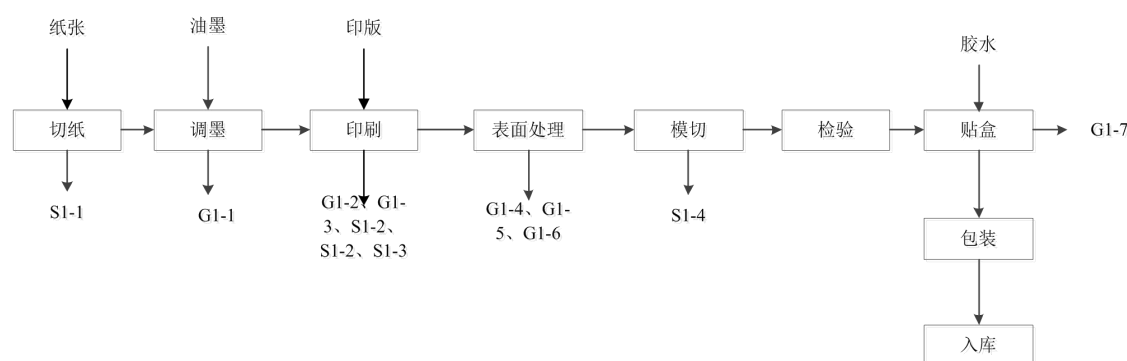 纸张
油墨
印版
胶水
切纸
调墨
印刷
表面处理
模切
检验
贴盒
G1-7
S1-1
G1-1
G1-2、G1-
3、S1-2、
S1-2、S1-3
G1-4、G1-
5、G1-6
S1-4
包装
入库